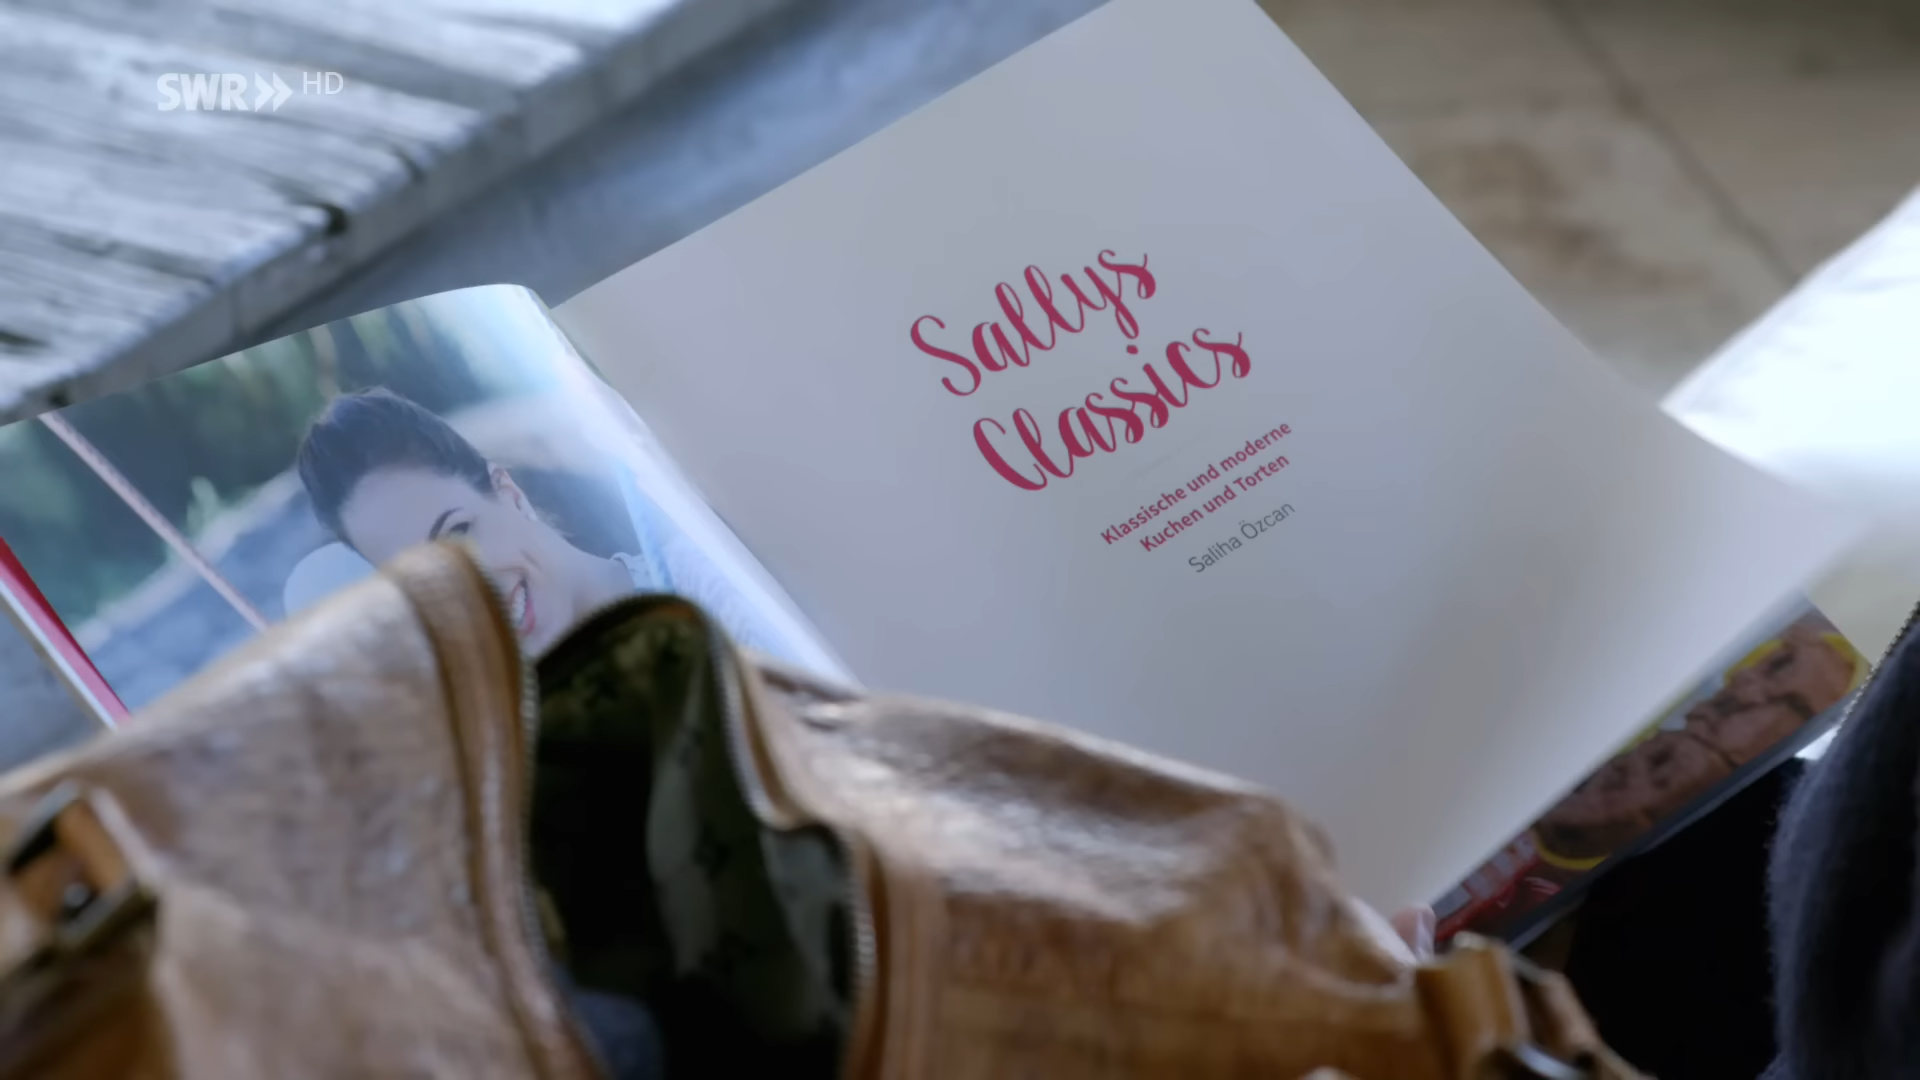 SWR HD
Sallys
Classics
Klassische und moderne
Kuchen und Torten
Saliha Özcan